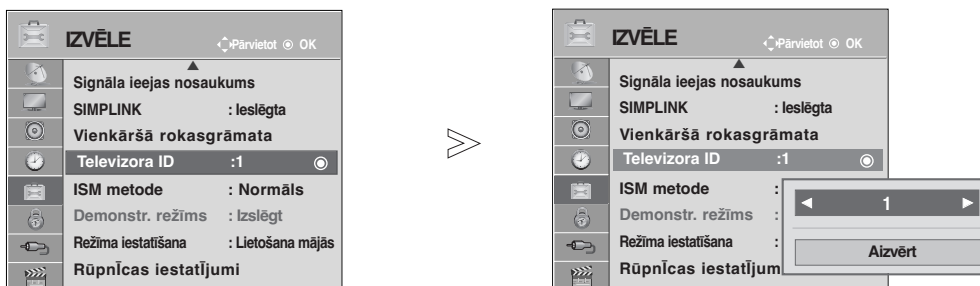 IZVĒLE
Pārvietot OK
Signāla ieejas nosaukums
SIMPLINK : Ieslēgta
Vienkāršā rokasgrāmata
Televizora ID :1
ISM metode : Normāls
Demonstr. režīms : Izslēgt
Režīma iestatīšana : Lietošana mājās
RūpnĪcas iestatĪjumi
IZVĒLE
Pārvietot OK
Signāla ieejas nosaukums
SIMPLINK : Ieslēgta
Vienkāršā rokasgrāmata
Televizora ID :1
ISM metode :
Demonstr. režīms :
Režīma iestatīšana :
RūpnĪcas iestatĪjum
1
Aizvērt